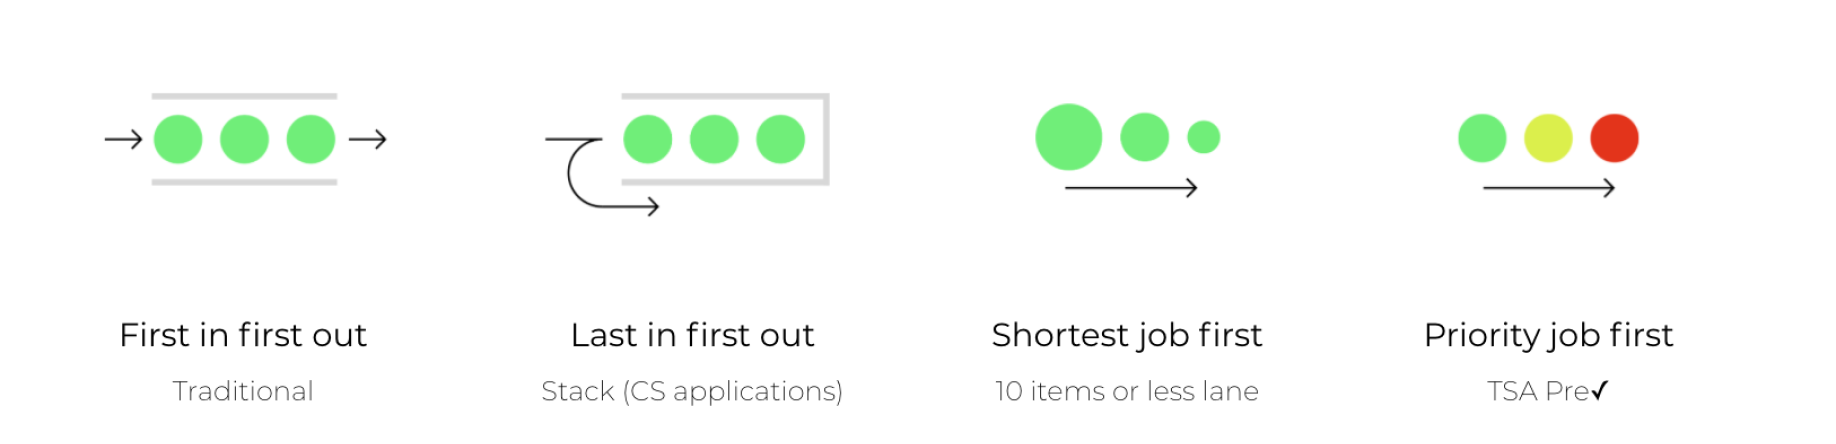 First in first out
Traditional
Last in first out
Stack (CS applications)
Shortest job first
10 items or less lane
Priority job first
TSA Pre✓